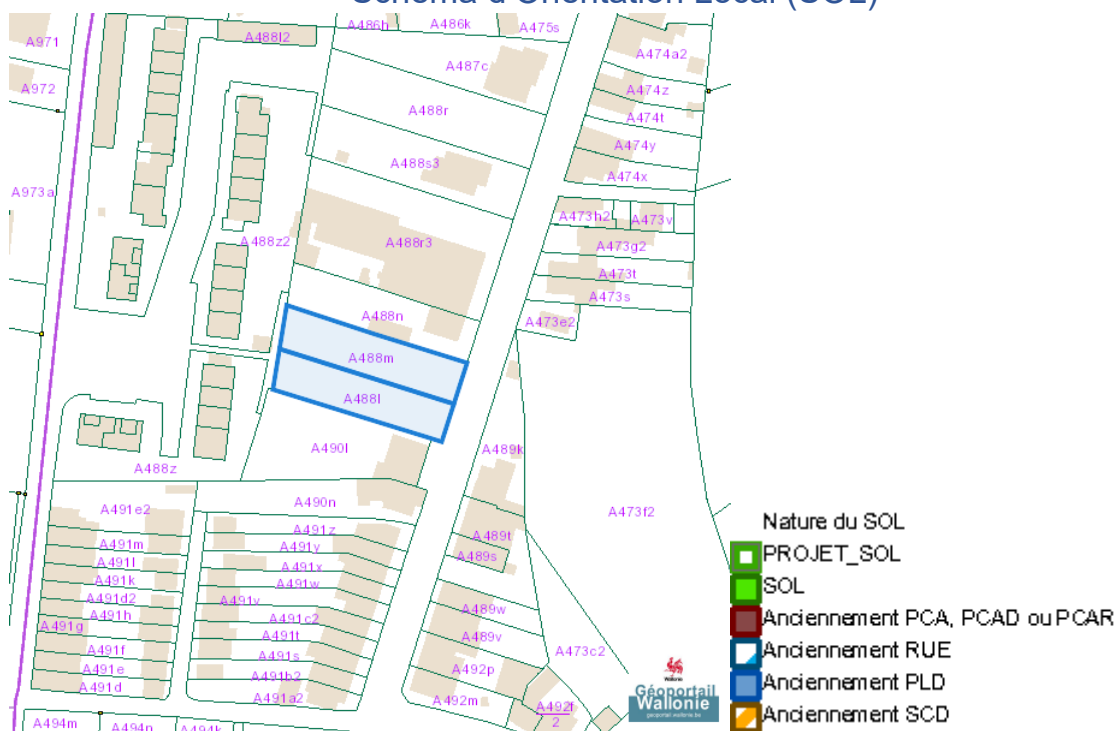 Schéma d'Orientation Local (SOL)
A971
A488l2
A486h
A486k
A475s
A474a2
A487c
A972
A474z
A488r
A474t
A474y
A488s3
A474x
A973a
A473h2
A473v
A488z2
A488r3
A473g2
A473t
A473s
A488n
A473e2
A488m
A488l
A490l
A489k
A488z
A491e2
A490n
A473f2
A491m
A491z
A489t
A491l
A491y
A489s
A491k
A491x
A491d2
A491w
A491h
A491v
A489w
A491g
A491c2
A489v
A491f
A491t
A473c2
A491e
A491s
A492p
A491d
A491b2
A491a2
A492m
A492f
2
A494m
A494n
A494k
Wallonie
Géoportail
Wallonie
geoportail.wallonie.be
Nature du SOL
PROJET_SOL
SOL
Anciennement PCA, PCAD ou PCAR
Anciennement RUE
Anciennement PLD
Anciennement SCD